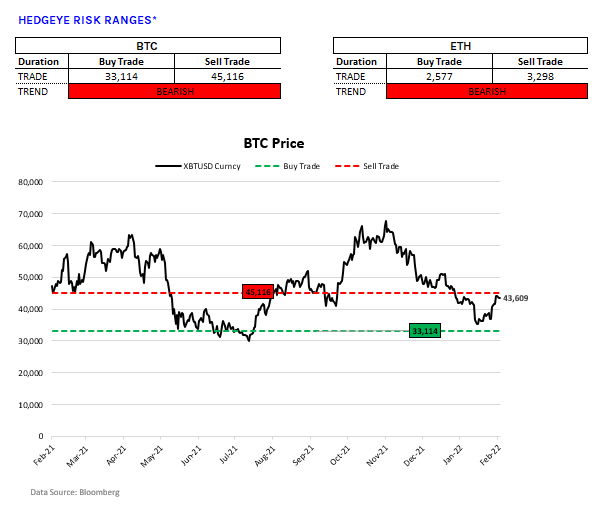 HEDGEYE RISK RANGES*
BTC
Duration Buy Trade Sell Trade
TRADE 33,114 45,116
TREND BEARISH
ETH
Duration Buy Trade Sell Trade
TRADE 2,577 3,298
TREND BEARISH
BTC Price
XBTUSD Curncy Buy Trade Sell Trade
80,000
70,000
60,000
50,000
45,116
43,609
40,000
33,114
30,000
20,000
10,000
0
Feb-21 Mar-21 Apr-21 May-21 Jun-21 Jul-21 Aug-21 Sep-21 Oct-21 Nov-21 Dec-21 Jan-22 Feb-22
Data Source: Bloomberg